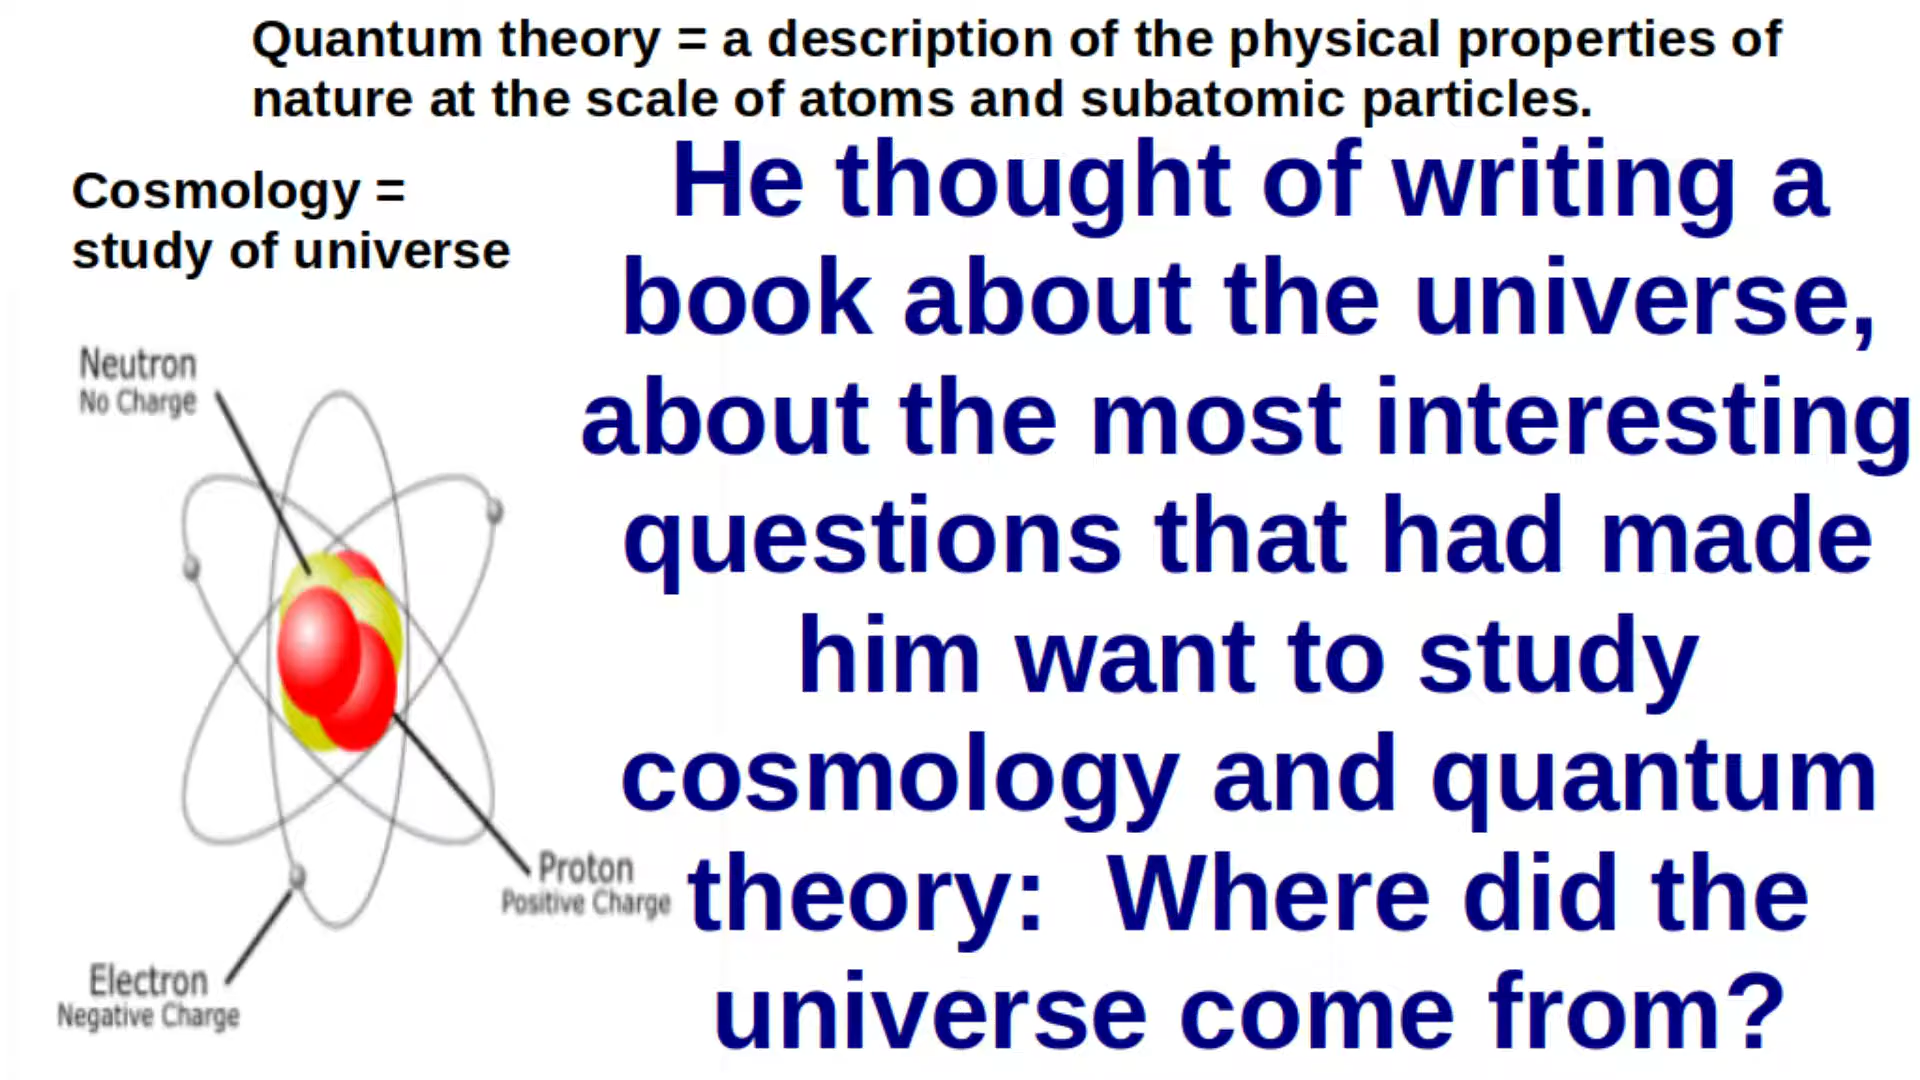 Quantum theory = a description of the physical properties of
nature at the scale of atoms and subatomic particles.
Cosmology =
study of universe
He thought of writing a
book about the universe,
about the most interesting
questions that had made
him want to study
cosmology and quantum
theory:  Where did the
universe come from?
Neutron
No Charge
Proton
Positive Charge
Electron
Negative Charge